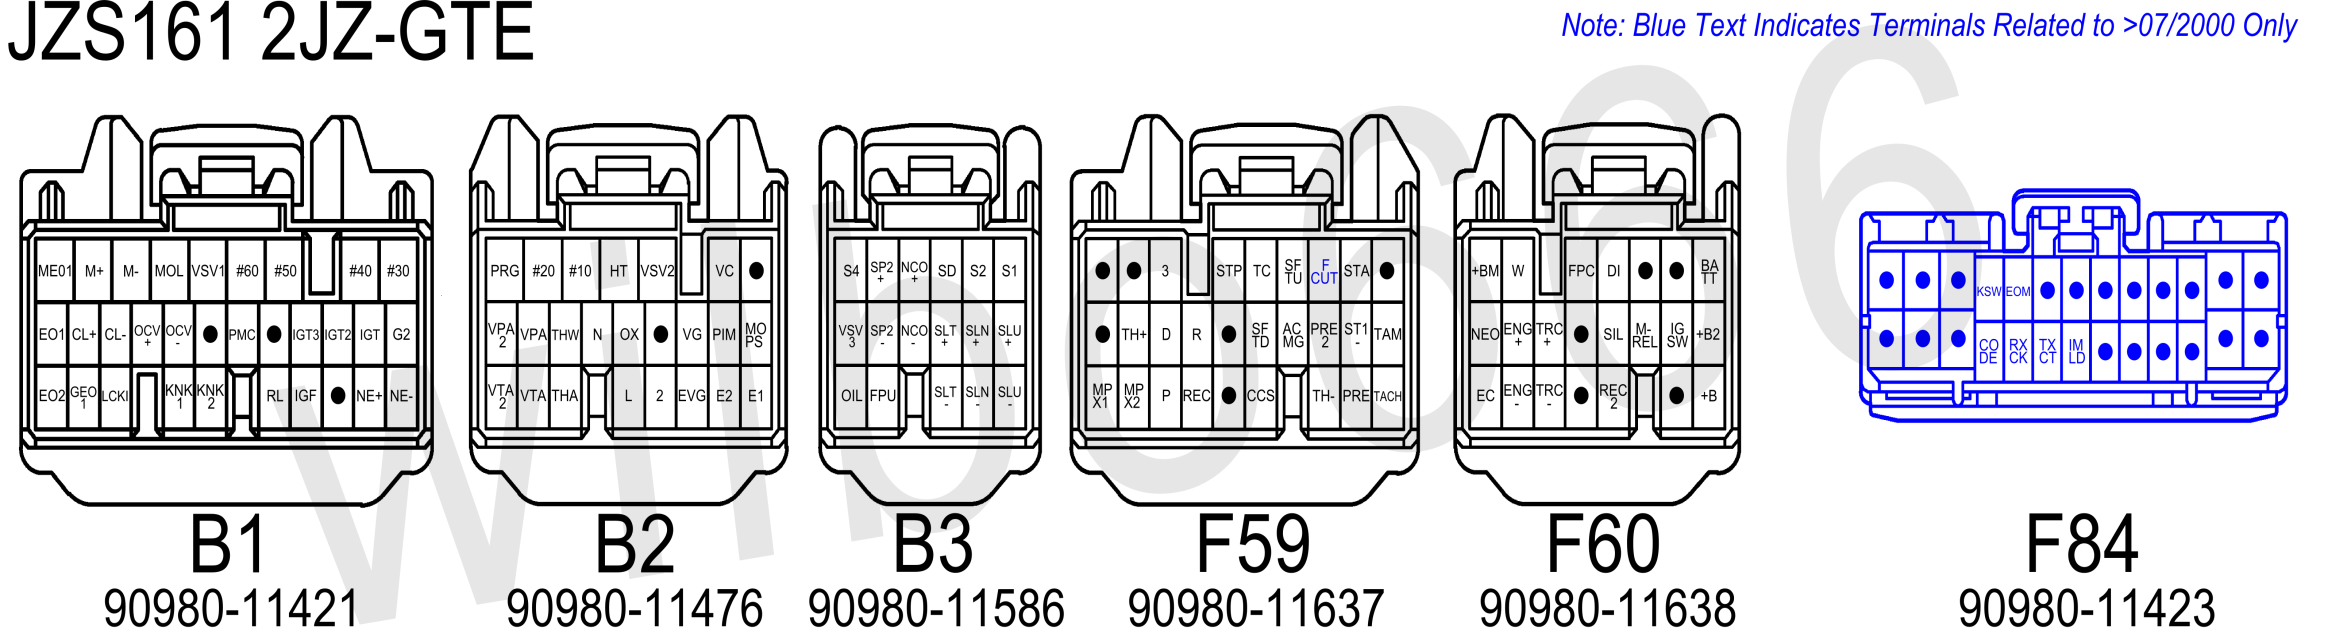 JZS161 2JZ-GTE
Note: Blue Text Indicates Terminals Related to >07/2000 Only
ME01 M+ M- MOL VSV1 #60 #50 #40 #30
EO1 CL+ CL- OCV + OCV - PMC IGT3 IGT2 IGT G2
EO2 GEO 1 LCKI KNK 1 KNK 2 RL IGF NE+ NE-
B1
90980-11421
PRG #20 #10 HT VSV2 VC
VPA 2 VPA THW N OX VG PIM MO PS
VTA 2 VTA THA L 2 EVG E2 E1
B2
90980-11476
S4 SP2 + NCO + SD S2 S1
VSV 3 SP2 - NCO - SLT + SLN + SLU +
OIL FPU SLT - SLN - SLU -
B3
90980-11586
3 STP TC SF TU F CUT STA
TH+ D R SF TD AC MG PRE 2 ST1 - TAM
MP X1 MP X2 P REC CCS TH- PRE TACH
F59
90980-11637
+BM W FPC DI BA TT
NEO ENG + TRC + SIL M- REL IG SW +B2
EC ENG - TRC - REC 2 +B
F60
90980-11638
KSW EOM
CO DE RX CK TX CT IM LD
F84
90980-11423
wilbo666